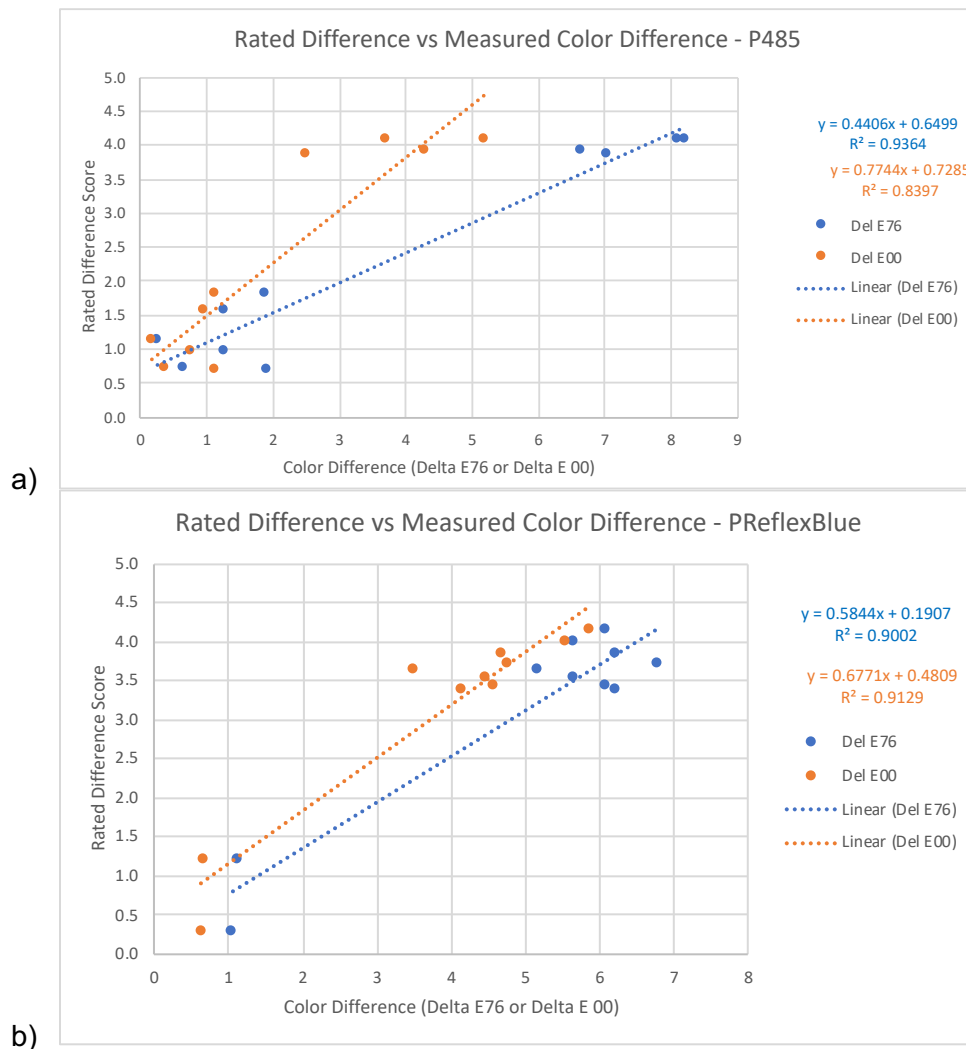 Rated Difference vs Measured Color Difference - P485
5.0
4.5
4.0
3.5
3.0
2.5
2.0
1.5
1.0
0.5
0.0
Rated Difference Score
0 1 2 3 4 5 6 7 8 9
Color Difference (Delta E76 or Delta E 00)
y = 0.4406x + 0.6499
R² = 0.9364
y = 0.7744x + 0.7285
R² = 0.8397
Del E76
Del E00
Linear (Del E76)
Linear (Del E00)
a)
Rated Difference vs Measured Color Difference - PReflexBlue
5.0
4.5
4.0
3.5
3.0
2.5
2.0
1.5
1.0
0.5
0.0
Rated Difference Score
0 1 2 3 4 5 6 7 8
Color Difference (Delta E76 or Delta E 00)
y = 0.5844x + 0.1907
R² = 0.9002
y = 0.6771x + 0.4809
R² = 0.9129
Del E76
Del E00
Linear (Del E76)
Linear (Del E00)
b)